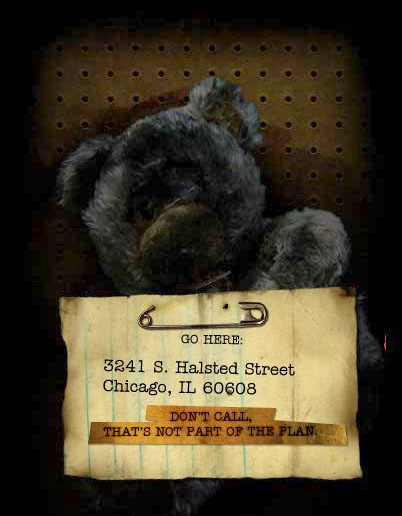 GO HERE:
3241 S. Halsted Street
Chicago, IL 60608
DON'T CALL,
THAT'S NOT PART OF THE PLAN.